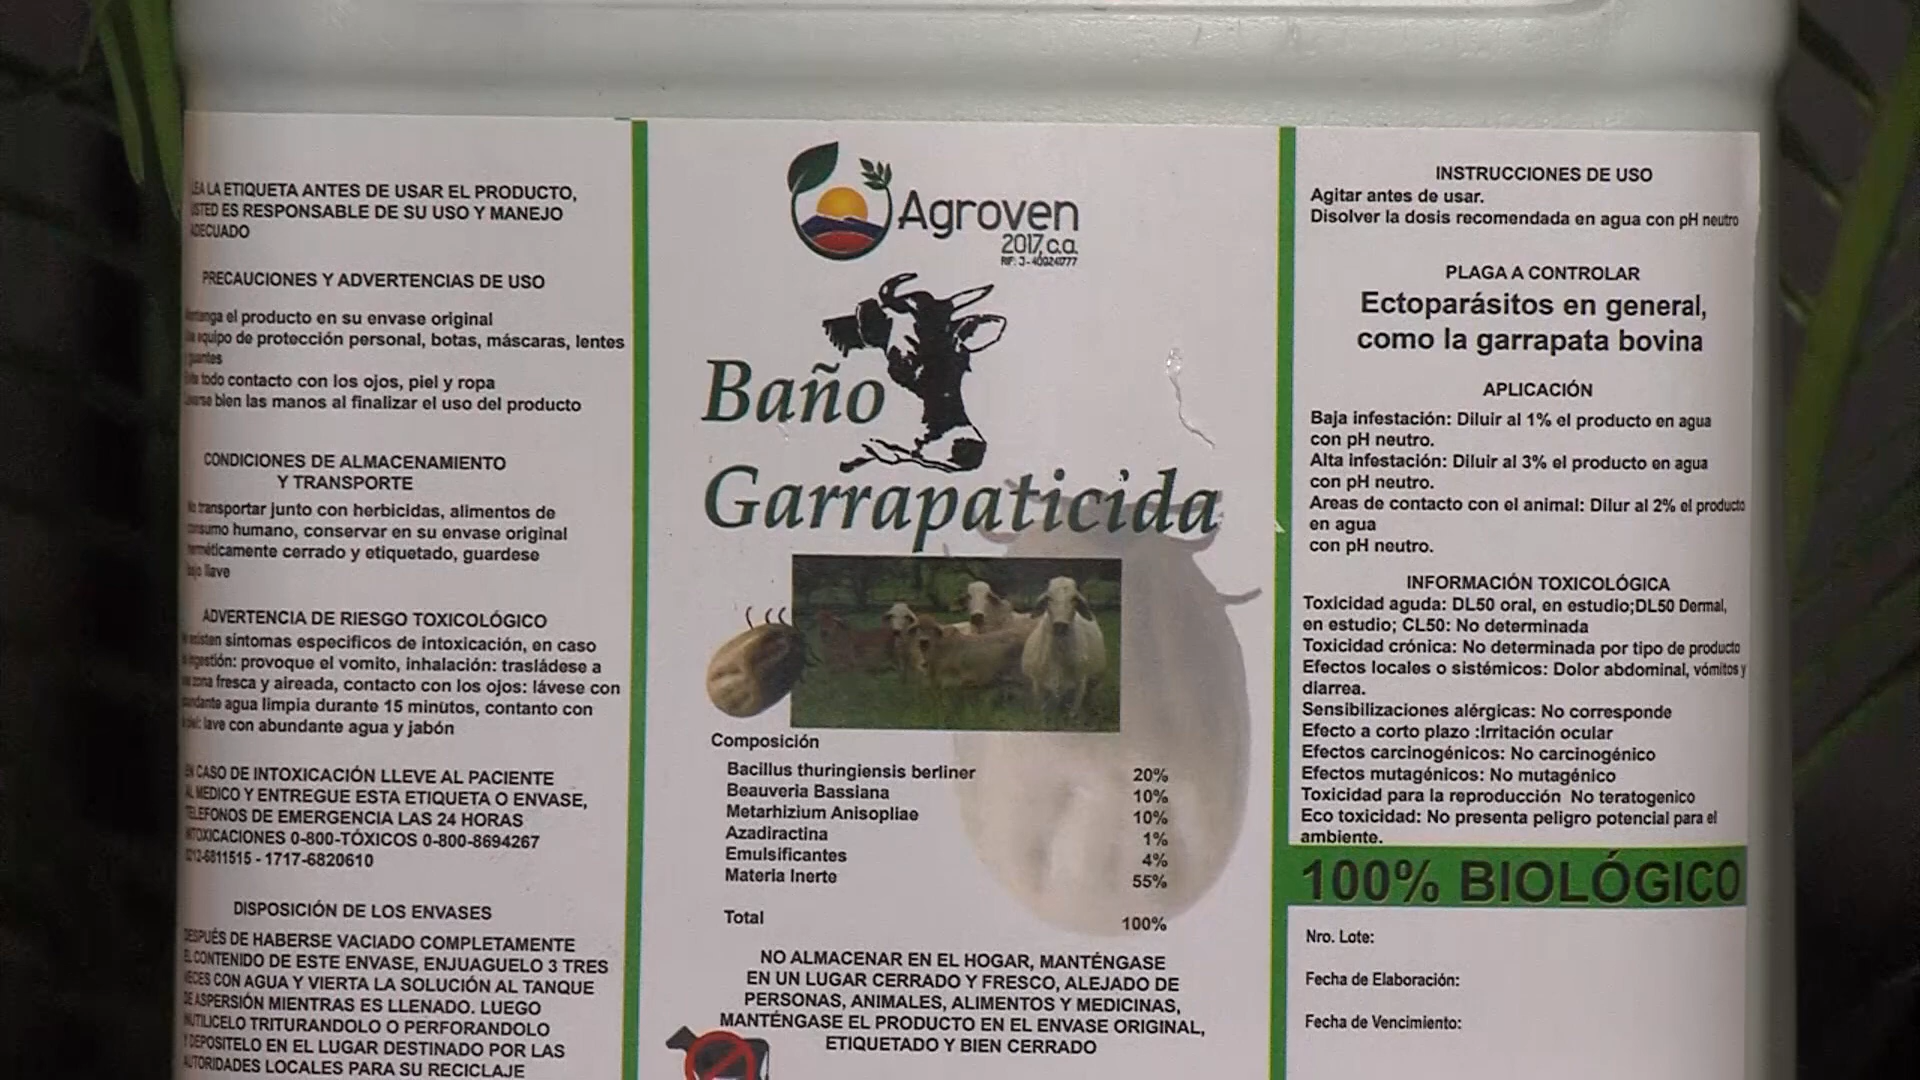 LEA LA ETIQUETA ANTES DE USAR EL PRODUCTO,
USTED ES RESPONSABLE DE SU USO Y MANEJO
ADECUADO
PRECAUCIONES Y ADVERTENCIAS DE USO
Mantenga el producto en su envase original
equipo de protección personal, botas, máscaras, lentes
guantes
todo contacto con los ojos, piel y ropa
Lavarse bien las manos al finalizar el uso del producto
CONDICIONES DE ALMACENAMIENTO
Y TRANSPORTE
No transportar junto con herbicidas, alimentos de
consumo humano, conservar en su envase original
herméticamente cerrado y etiquetado, guardese
bajo llave
ADVERTENCIA DE RIESGO TOXICOLÓGICO
existen sintomas especificos de intoxicación, en caso
ingestión: provoque el vomito, inhalación: trasládese a
zona fresca y aireada, contacto con los ojos: lávese con
abundante agua limpia durante 15 minutos, contanto con
piel: lave con abundante agua y jabón
EN CASO DE INTOXICACIÓN LLEVE AL PACIENTE
AL MEDICO Y ENTREGUE ESTA ETIQUETA O ENVASE,
TELEFONOS DE EMERGENCIA LAS 24 HORAS
INTOXICACIONES 0-800-TÓXICOS 0-800-8694267
0212-6811515 - 1717-6820610
DISPOSICIÓN DE LOS ENVASES
DESPUÉS DE HABERSE VACIADO COMPLETAMENTE
EL CONTENIDO DE ESTE ENVASE, ENJUAGUELO 3 TRES
VECES CON AGUA Y VIERTA LA SOLUCIÓN AL TANQUE
DE ASPERSIÓN MIENTRAS ES LLENADO. LUEGO
INUTILICELO TRITURANDOLO O PERFORANDOLO
Y DEPOSITELO EN EL LUGAR DESTINADO POR LAS
AUTORIDADES LOCALES PARA SU RECICLAJE
Agroven
2017, c.a.
RIF: J-40924777
Baño
Garrapaticida
Composición
Bacillus thuringiensis berliner 20%
Beauveria Bassiana 10%
Metarhizium Anisopliae 10%
Azadiractina 1%
Emulsificantes 4%
Materia Inerte 55%
Total 100%
NO ALMACENAR EN EL HOGAR, MANTÉNGASE
EN UN LUGAR CERRADO Y FRESCO, ALEJADO DE
PERSONAS, ANIMALES, ALIMENTOS Y MEDICINAS,
MANTÉNGASE EL PRODUCTO EN EL ENVASE ORIGINAL,
ETIQUETADO Y BIEN CERRADO
INSTRUCCIONES DE USO
Agitar antes de usar.
Disolver la dosis recomendada en agua con pH neutro
PLAGA A CONTROLAR
Ectoparásitos en general,
como la garrapata bovina
APLICACIÓN
Baja infestación: Diluir al 1% el producto en agua
con pH neutro.
Alta infestación: Diluir al 3% el producto en agua
con pH neutro.
Areas de contacto con el animal: Dilur al 2% el producto
en agua
con pH neutro.
INFORMACIÓN TOXICOLÓGICA
Toxicidad aguda: DL50 oral, en estudio;DL50 Dermal,
en estudio; CL50: No determinada
Toxicidad crónica: No determinada por tipo de producto
Efectos locales o sistémicos: Dolor abdominal, vómitos y
diarrea.
Sensibilizaciones alérgicas: No corresponde
Efecto a corto plazo :Irritación ocular
Efectos carcinogénicos: No carcinogénico
Efectos mutagénicos: No mutagénico
Toxicidad para la reproducción No teratogenico
Eco toxicidad: No presenta peligro potencial para el
ambiente.
100% BIOLÓGICO
Nro. Lote:
Fecha de Elaboración:
Fecha de Vencimiento: